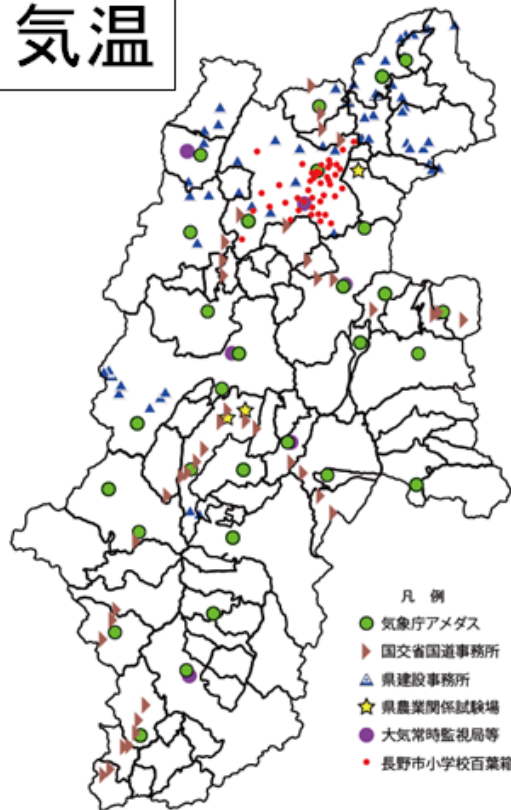 気温
凡 例
気象庁アメダス
国交省国道事務所
県建設事務所
県農業関係試験場
大気常時監視局等
長野市小学校百葉箱